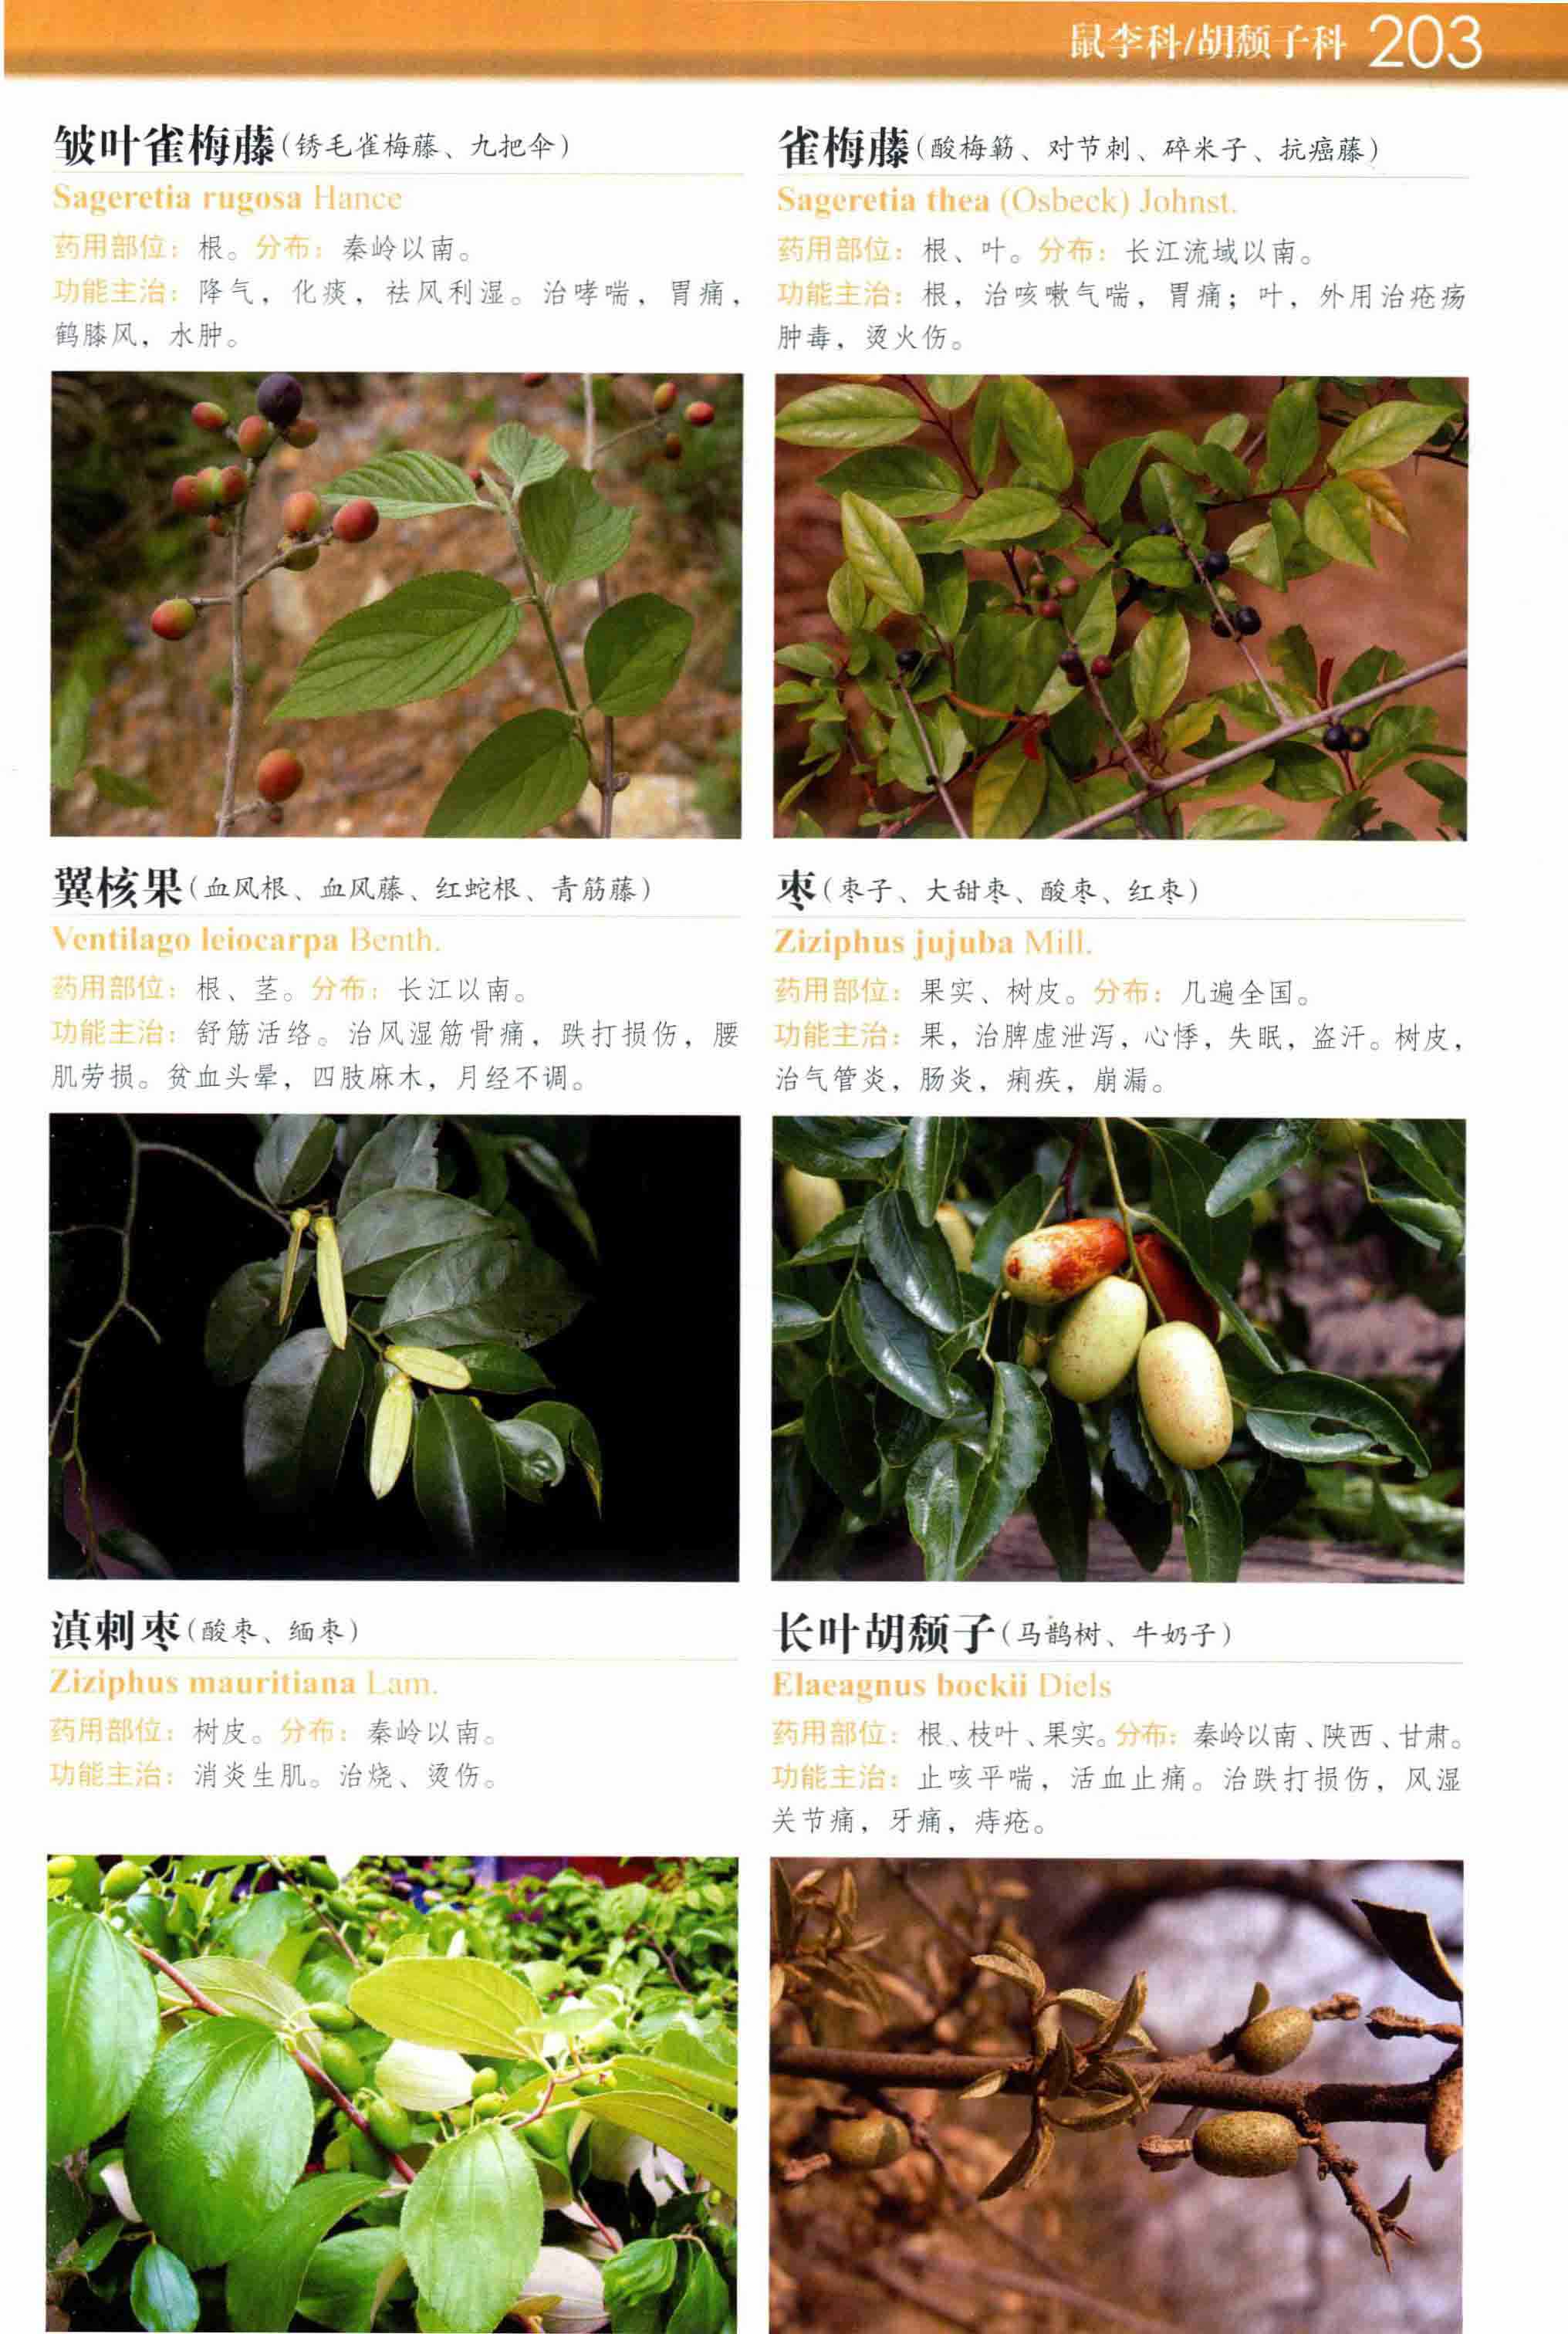 鼠李科/胡颓子科 203
皱叶雀梅藤(锈毛雀梅藤、九把伞)
Sageretia rugosa Hance
药用部位：根。分布：秦岭以南。
功能主治：降气，化痰，祛风利湿。治哮喘，胃痛，
鹤膝风，水肿。
雀梅藤(酸梅簕、对节刺、碎米子、抗癌藤)
Sageretia thea (Osbeck) Johnst.
药用部位：根、叶。分布：长江流域以南。
功能主治：根，治咳嗽气喘，胃痛；叶，外用治疮疡
肿毒，烫火伤。
翼核果(血风根、血风藤、红蛇根、青筋藤)
Ventilago leiocarpa Benth.
药用部位：根、茎。分布：长江以南。
功能主治：舒筋活络。治风湿筋骨痛，跌打损伤，腰
肌劳损。贫血头晕，四肢麻木，月经不调。
枣(枣子、大甜枣、酸枣、红枣)
Ziziphus jujuba Mill.
药用部位：果实、树皮。分布：几遍全国。
功能主治：果，治脾虚泄泻，心悸，失眠，盗汗。树皮，
治气管炎，肠炎，痢疾，崩漏。
滇刺枣(酸枣、缅枣)
Ziziphus mauritiana Lam.
药用部位：树皮。分布：秦岭以南。
功能主治：消炎生肌。治烧、烫伤。
长叶胡颓子(马鹊树、牛奶子)
Elaeagnus bockii Diels
药用部位：根、枝叶、果实。分布：秦岭以南、陕西、甘肃。
功能主治：止咳平喘，活血止痛。治跌打损伤，风湿
关节痛，牙痛，痔疮。